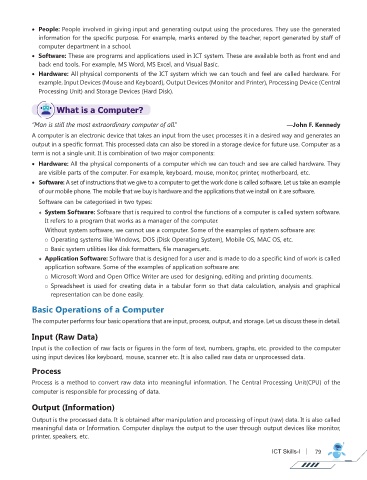 • People: People involved in giving input and generating output using the procedures. They use the generated
information for the specific purpose. For example, marks entered by the teacher, report generated by staff of
computer department in a school.
• Software: These are programs and applications used in ICT system. These are available both as front end and
back end tools. For example, MS Word, MS Excel, and Visual Basic.
• Hardware: All physical components of the ICT system which we can touch and feel are called hardware. For
example, Input Devices (Mouse and Keyboard), Output Devices (Monitor and Printer), Processing Device (Central
Processing Unit) and Storage Devices (Hard Disk).
What is a Computer?
"Man is still the most extraordinary computer of all." —John F. Kennedy
A computer is an electronic device that takes an input from the user, processes it in a desired way and generates an
output in a specific format. This processed data can also be stored in a storage device for future use. Computer as a
term is not a single unit. It is combination of two major components:
• Hardware: All the physical components of a computer which we can touch and see are called hardware. They
are visible parts of the computer. For example, keyboard, mouse, monitor, printer, motherboard, etc.
• Software: A set of instructions that we give to a computer to get the work done is called software. Let us take an example
of our mobile phone. The mobile that we buy is hardware and the applications that we install on it are software.
Software can be categorised in two types:
• System Software: Software that is required to control the functions of a computer is called system software.
It refers to a program that works as a manager of the computer.
Without system software, we cannot use a computer. Some of the examples of system software are:
○ Operating systems like Windows, DOS (Disk Operating System), Mobile OS, MAC OS, etc.
○ Basic system utilities like disk formatters, file managers,etc.
• Application Software: Software that is designed for a user and is made to do a specific kind of work is called
application software. Some of the examples of application software are:
○ Microsoft Word and Open Office Writer are used for designing, editing and printing documents.
○ Spreadsheet is used for creating data in a tabular form so that data calculation, analysis and graphical
representation can be done easily.
Basic Operations of a Computer
The computer performs four basic operations that are input, process, output, and storage. Let us discuss these in detail.
Input (Raw Data)
Input is the collection of raw facts or figures in the form of text, numbers, graphs, etc. provided to the computer
using input devices like keyboard, mouse, scanner etc. It is also called raw data or unprocessed data.
Process
Process is a method to convert raw data into meaningful information. The Central Processing Unit(CPU) of the
computer is responsible for processing of data.
Output (Information)
Output is the processed data. It is obtained after manipulation and processing of input (raw) data. It is also called
meaningful data or Information. Computer displays the output to the user through output devices like monitor,
printer, speakers, etc.
ICT Skills-I | 79